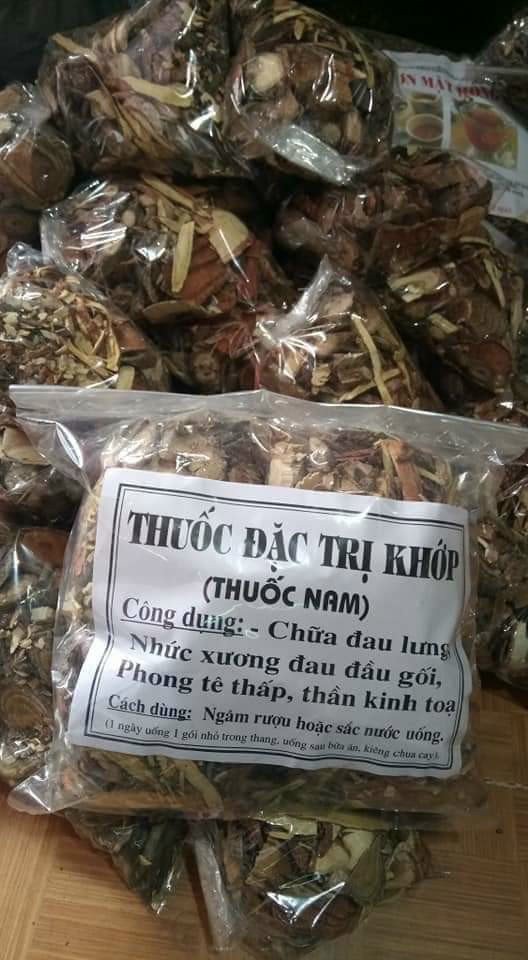 MÁT
THUỐC ĐẶC TRỊ KHỚP
(THUỐC NAM)
Công dụng: - Chữa đau lưng
Nhức xương đau đầu gối,
Phong tê thấp, thần kinh toạ
Cách dùng: Ngâm rượu hoặc sắc nước uống.
(1 ngày uống 1 gói nhỏ trong thang, uống sau bữa ăn, kiêng chua cay).